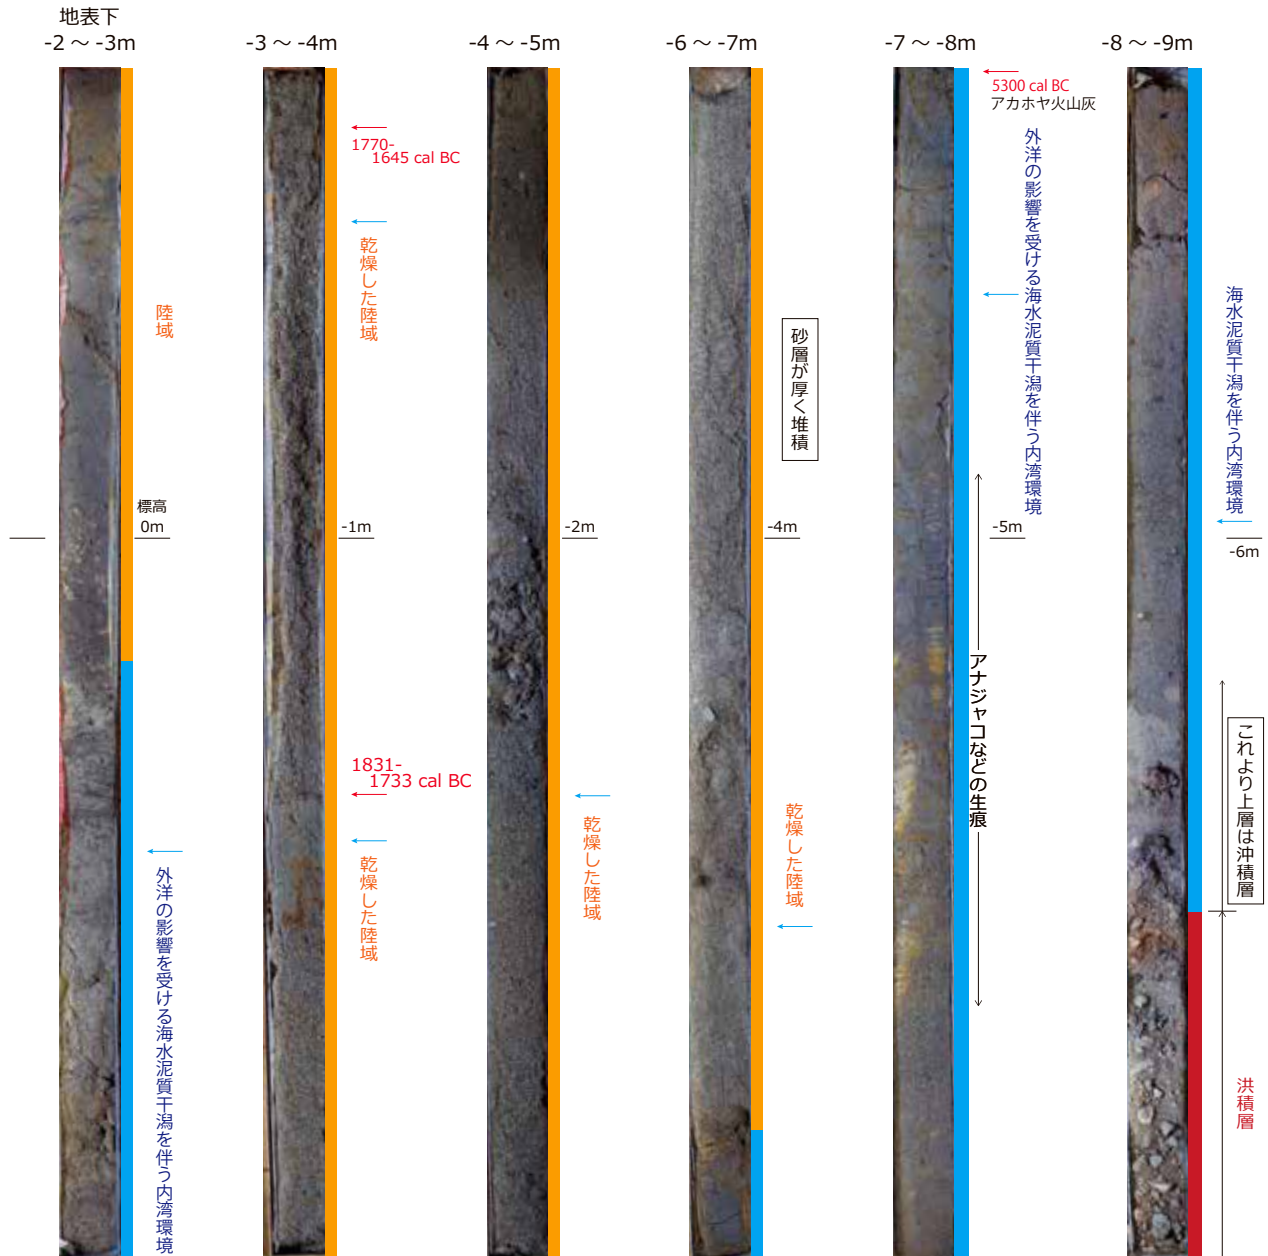 地表下
-2 ～ -3m
-3 ～ -4m
-4 ～ -5m
-6 ～ -7m
-7 ～ -8m
-8 ～ -9m
陸域
標高
0m
外洋の影響を受ける海水泥質干潟を伴う内湾環境
1770-
1645 cal BC
乾燥した陸域
-1m
1831-
1733 cal BC
乾燥した陸域
-2m
乾燥した陸域
砂層が厚く堆積
-4m
乾燥した陸域
5300 cal BC
アカホヤ火山灰
外洋の影響を受ける海水泥質干潟を伴う内湾環境
-5m
アナジャコなどの生痕
海水泥質干潟を伴う内湾環境
-6m
これより上層は沖積層
洪積層